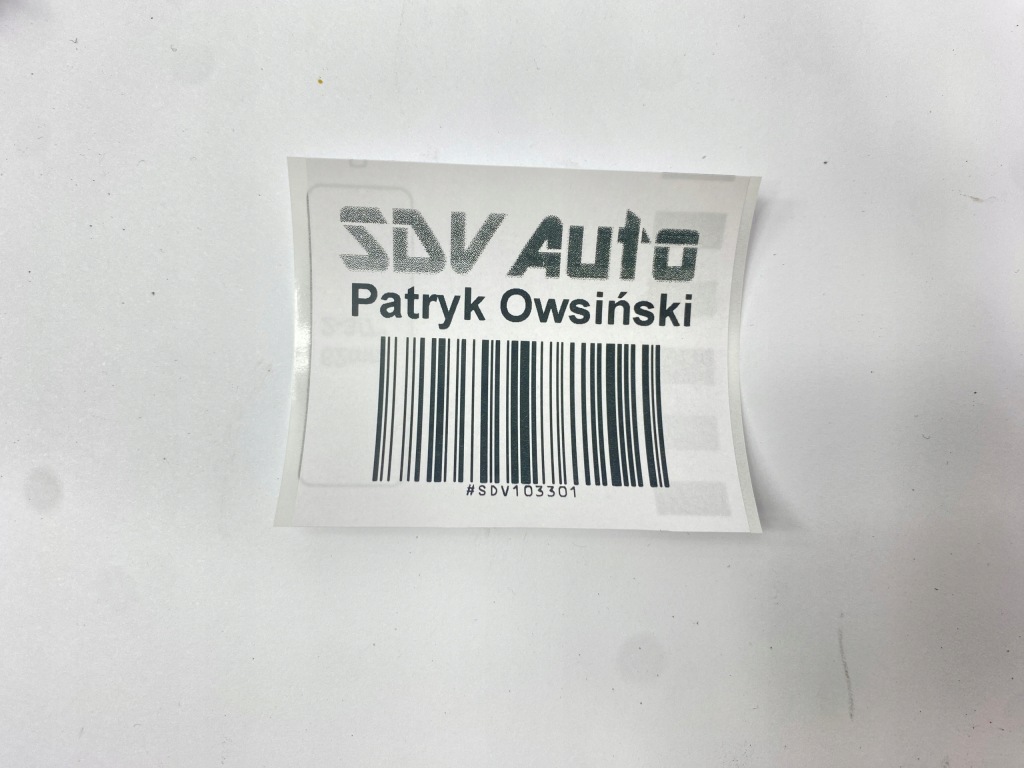 SDV Auto
Patryk Owsiński
#SDV103301